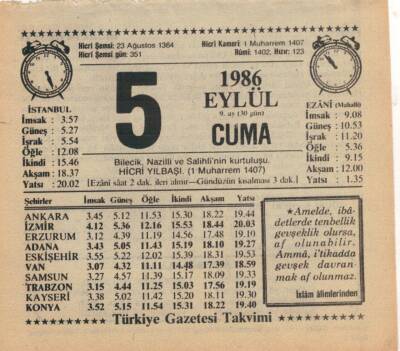 Hicrî Şemsî: 23 Ağustos 1364
Hicrî Şemsî gün: 351
Hicrî Kamerî: 1 Muharrem 1407
Rûmî: 1402, Hızır: 123
İSTANBUL
İmsak : 3.57
Güneş : 5.27
İşrak : 5.54
Öğle : 12.08
İkindi : 15.46
Akşam : 18.37
Yatsı : 20.02
5
1986
EYLÜL
9. ay (30 gün)
CUMA
EZÂNÎ (Mahallî)
İmsak : 9.08
Güneş : 10.53
İşrak : 11.20
Öğle : 5.36
İkindi : 9.15
Akşam : 12.00
Yatsı : 1.35
Bilecik, Nazilli ve Salihli'nin kurtuluşu.
HİCRÎ YILBAŞI. (1 Muharrem 1407)
[Ezânî sâat 2 dak. ileri alınır—Gündüzün kısalması 3 dak.]
Şehirler İmsak Güneş Öğle İkindi Akşam Yatsı
ANKARA 3.45 5.12 11.53 15.30 18.22 19.44
İZMİR 4.12 5.36 12.16 15.53 18.44 20.03
ERZURUM 3.12 4.39 11.19 14.56 17.48 19.10
ADANA 3.43 5.05 11.43 15.19 18.10 19.27
ESKİŞEHİR 3.55 5.22 12.02 15.39 18.31 19.53
VAN 3.07 4.32 11.11 14.48 17.39 18.59
SAMSUN 3.27 4.57 11.39 15.17 18.09 19.33
TRABZON 3.15 4.44 11.25 15.03 17.56 19.19
KAYSERİ 3.38 5.02 11.42 15.20 18.11 19.30
KONYA 3.52 5.15 11.54 15.31 18.22 19.40
★Amelde, ibâ-
detlerde tenbellik
gevşeklik olursa,
af olunabilir.
Ammâ, i'tikadda
gevşek davran-
mak af olunmaz.
İslâm âlimlerinden
Türkiye Gazetesi Takvimi